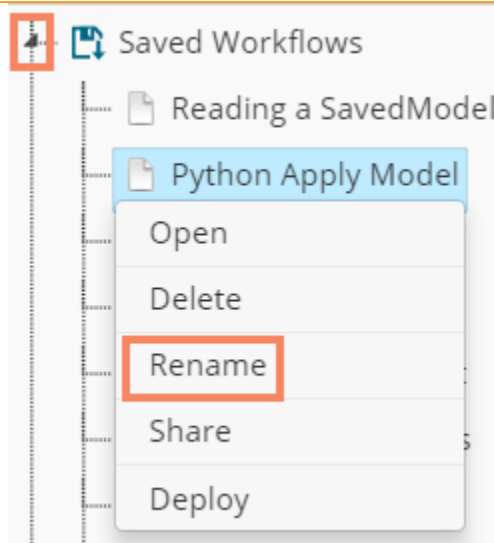 Saved Workflows
Reading a SavedModel
Python Apply Model
Open
Delete
Rename
Share
Deploy